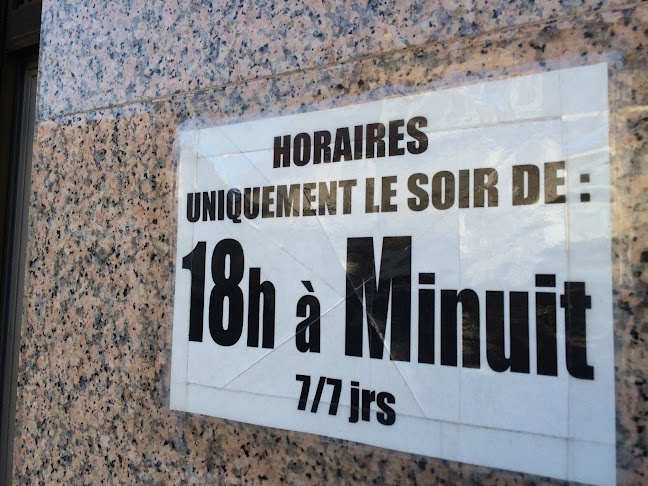 HORAIRES
UNIQUEMENT LE SOIR DE :
18h à Minuit
7/7 jrs